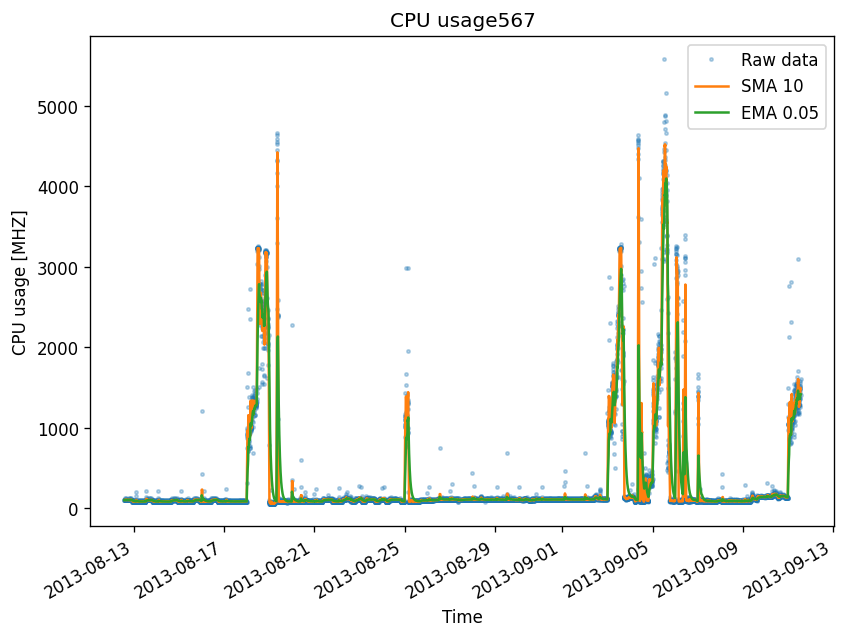 CPU usage567
Raw data
SMA 10
EMA 0.05
CPU usage [MHZ]
5000
4000
3000
2000
1000
0
2013-08-13
2013-08-17
2013-08-21
2013-08-25
2013-08-29
2013-09-01
2013-09-05
2013-09-09
2013-09-13
Time